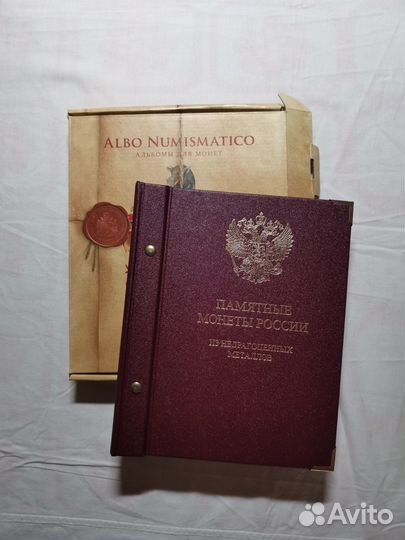 ALBO NUMISMATICO
АЛЬБОМЫ ДЛЯ МОНЕТ
ПАМЯТНЫЕ
МОНЕТЫ РОССИИ
ИЗ НЕДРАГОЦЕННЫХ
МЕТАЛЛОВ
Avito